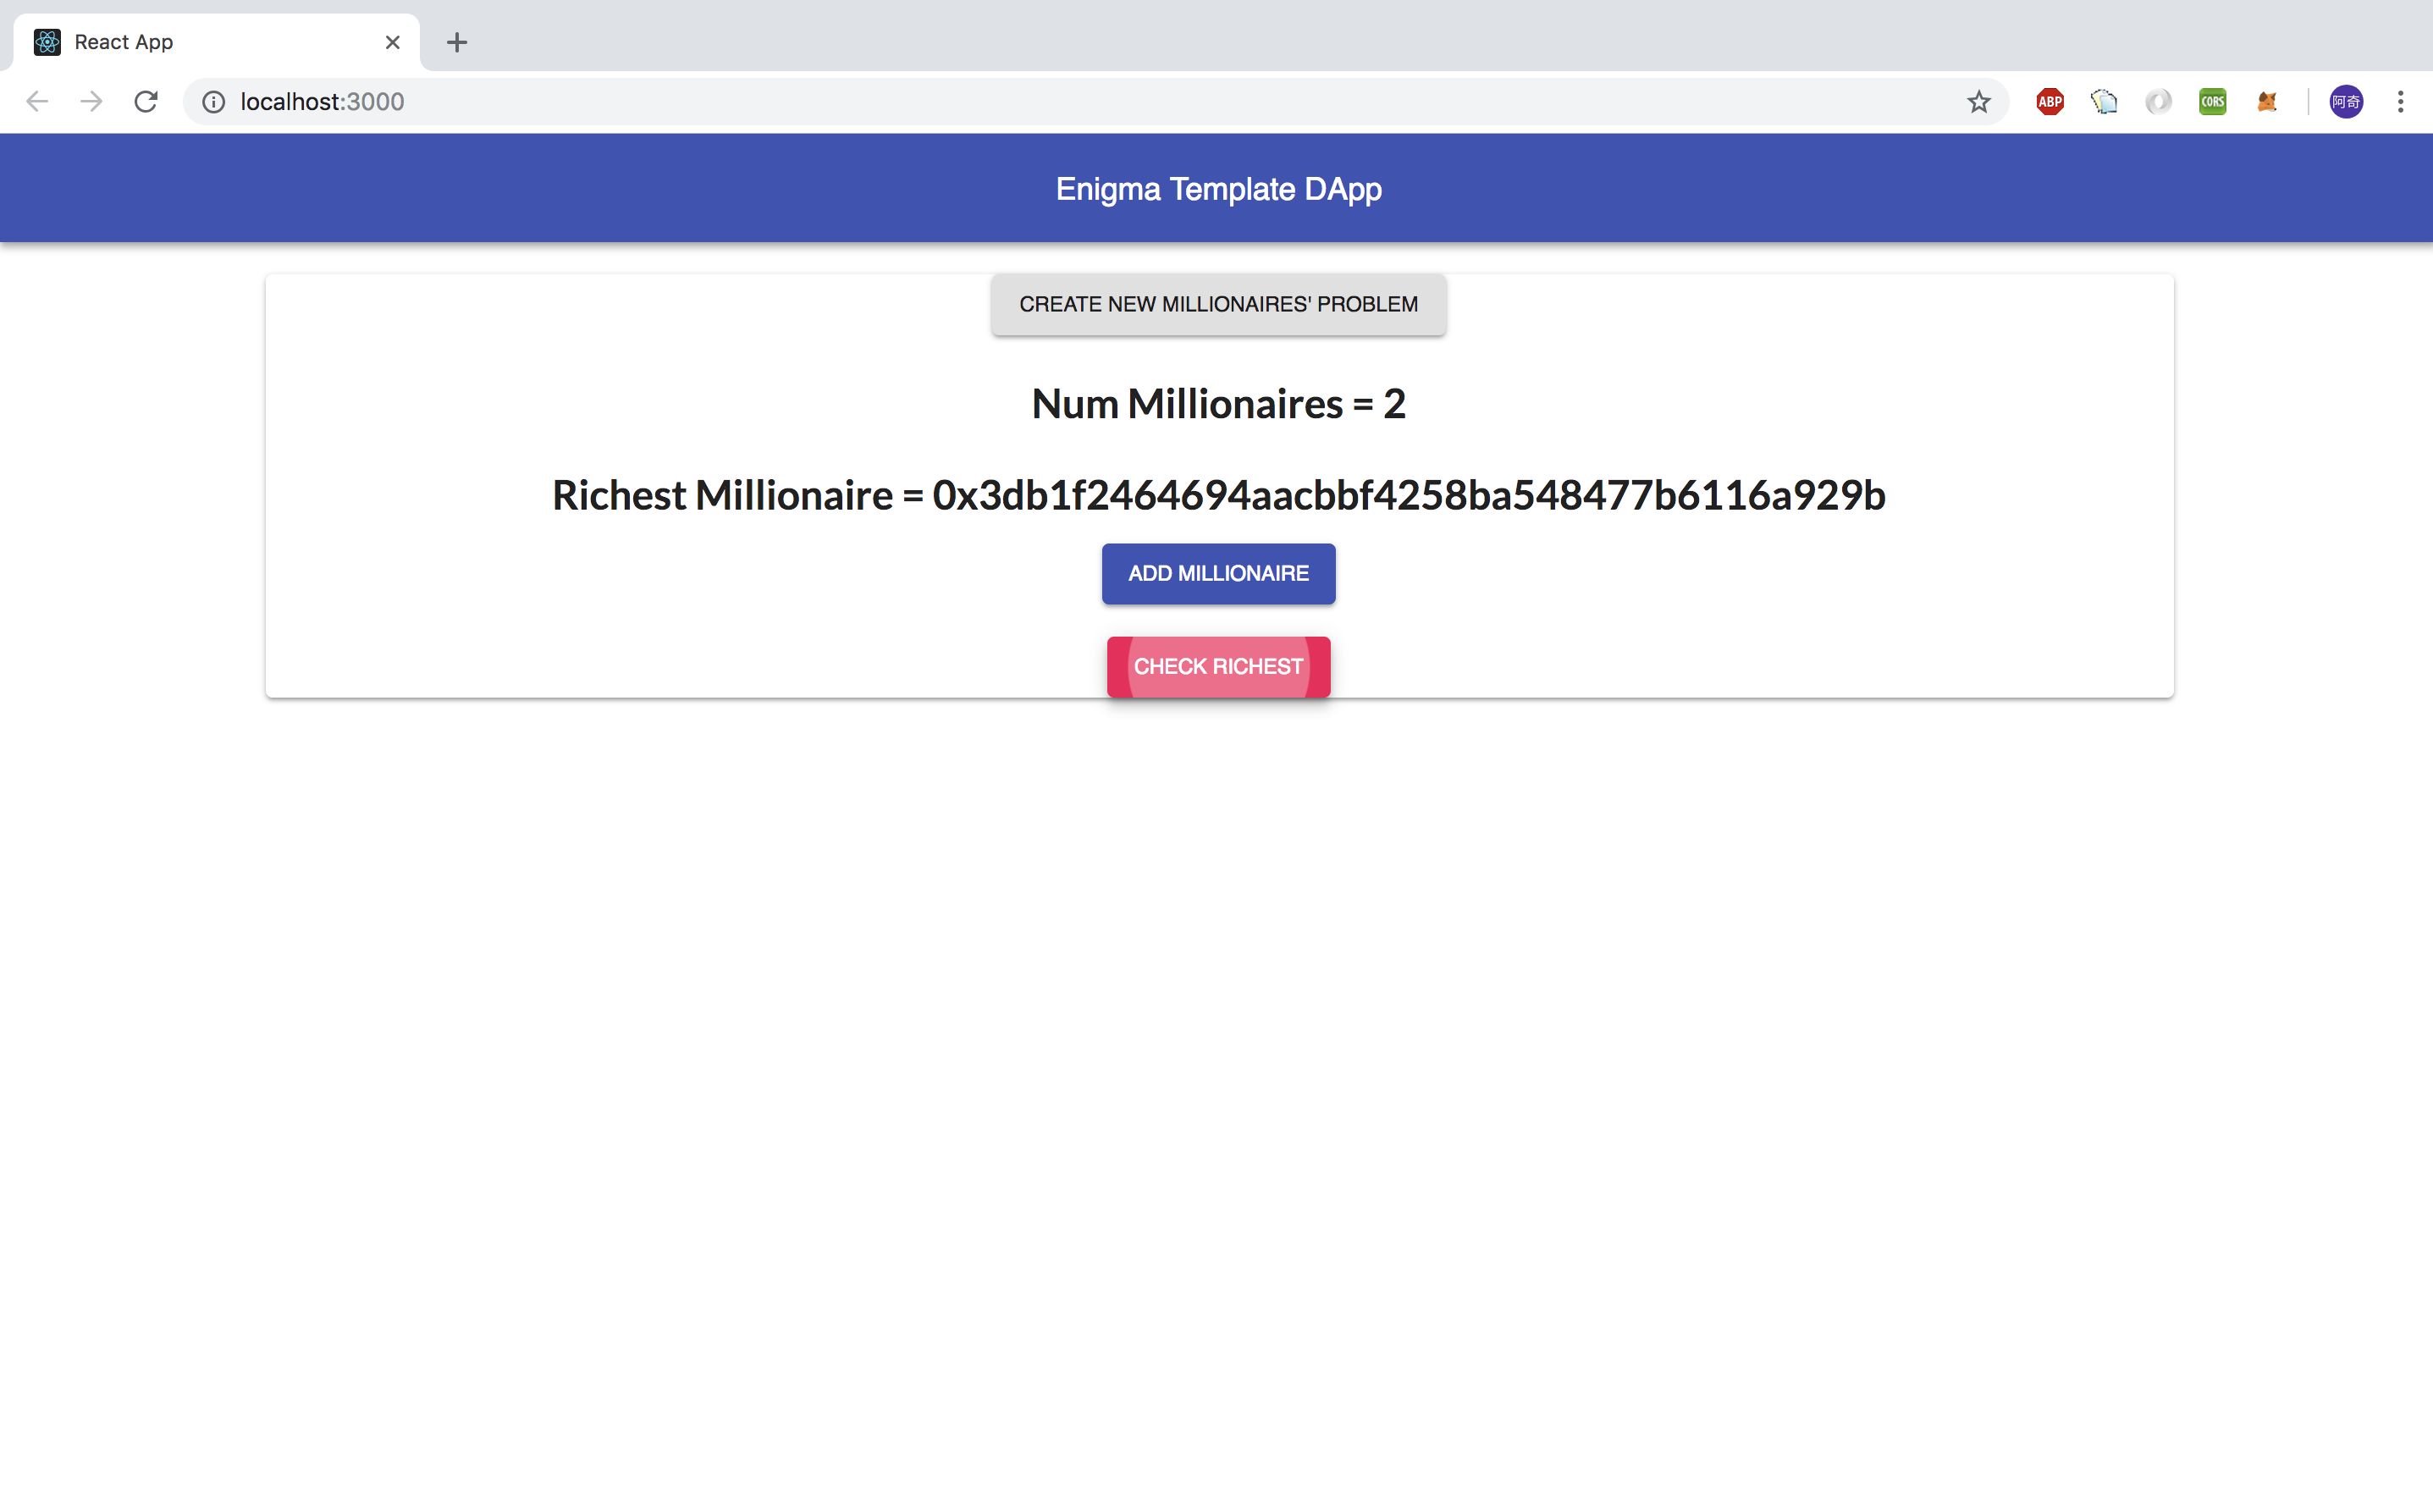 React App
localhost:3000
ABP
CORS
阿奇
Enigma Template DApp
CREATE NEW MILLIONAIRES' PROBLEM
Num Millionaires = 2
Richest Millionaire = 0x3db1f2464694aacbbf4258ba548477b6116a929b
ADD MILLIONAIRE
CHECK RICHEST